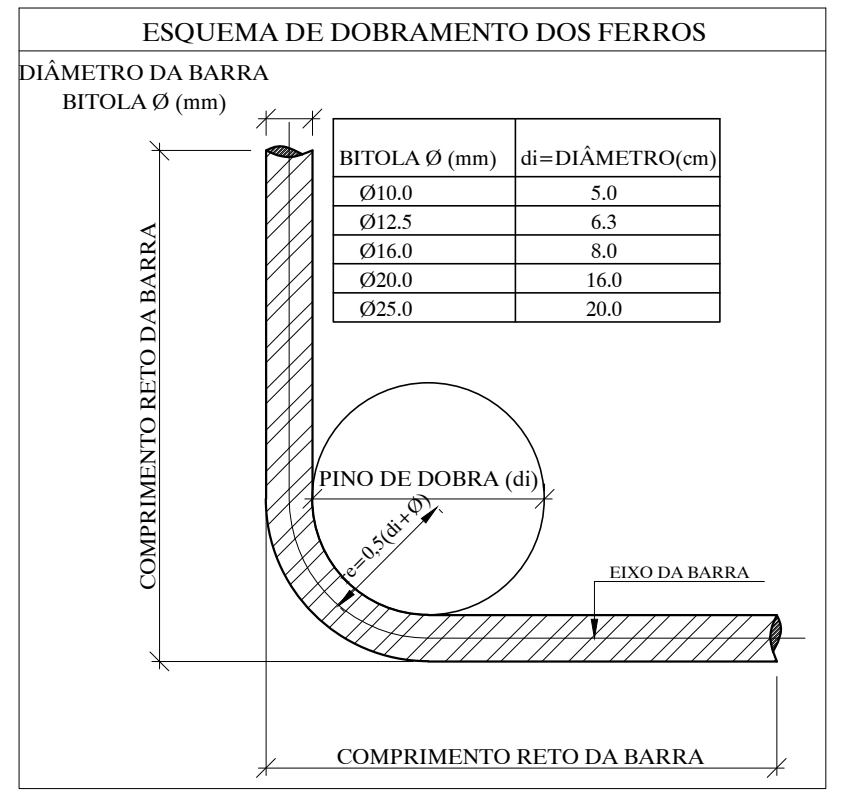 ESQUEMA DE DOBRAMENTO DOS FERROS
DIÂMETRO DA BARRA
BITOLA Ø (mm)
BITOLA Ø (mm) di=DIÂMETRO(cm)
Ø10.0 5.0
Ø12.5 6.3
Ø16.0 8.0
Ø20.0 16.0
Ø25.0 20.0
COMPRIMENTO RETO DA BARRA
PINO DE DOBRA (di)
re=0,5(di+Ø)
EIXO DA BARRA
COMPRIMENTO RETO DA BARRA